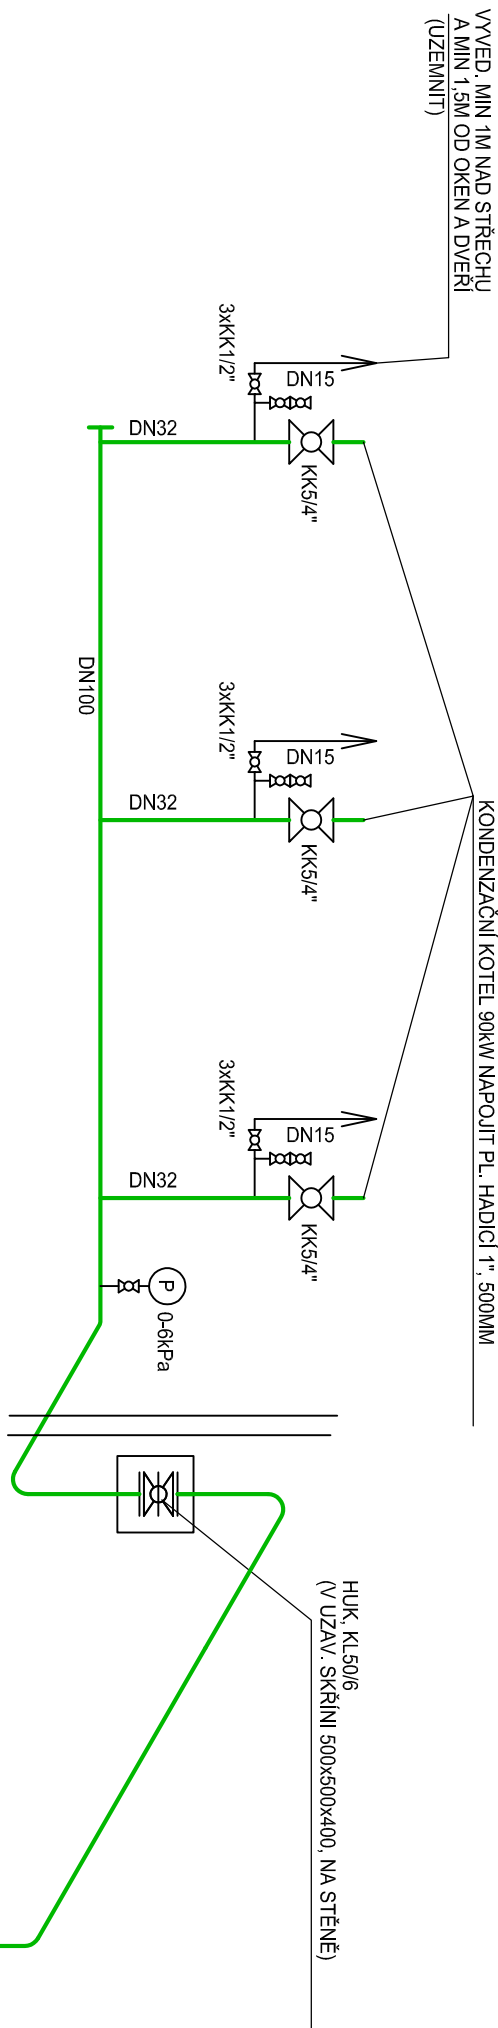 VYVED. MIN 1M NAD STŘECHU
A MIN 1,5M OD OKEN A DVEŘÍ
(UZEMNIT)
3xKK1/2"
DN15
DN32
KK5/4"
DN100
3xKK1/2"
DN15
DN32
KK5/4"
KONDENZAČNÍ KOTEL 90kW NAPOJIT PL. HADICÍ 1", 500MM
3xKK1/2"
DN15
DN32
KK5/4"
P
0-6kPa
HUK, KL50/6
(V UZAV. SKŘÍNI 500x500x400, NA STĚNĚ)